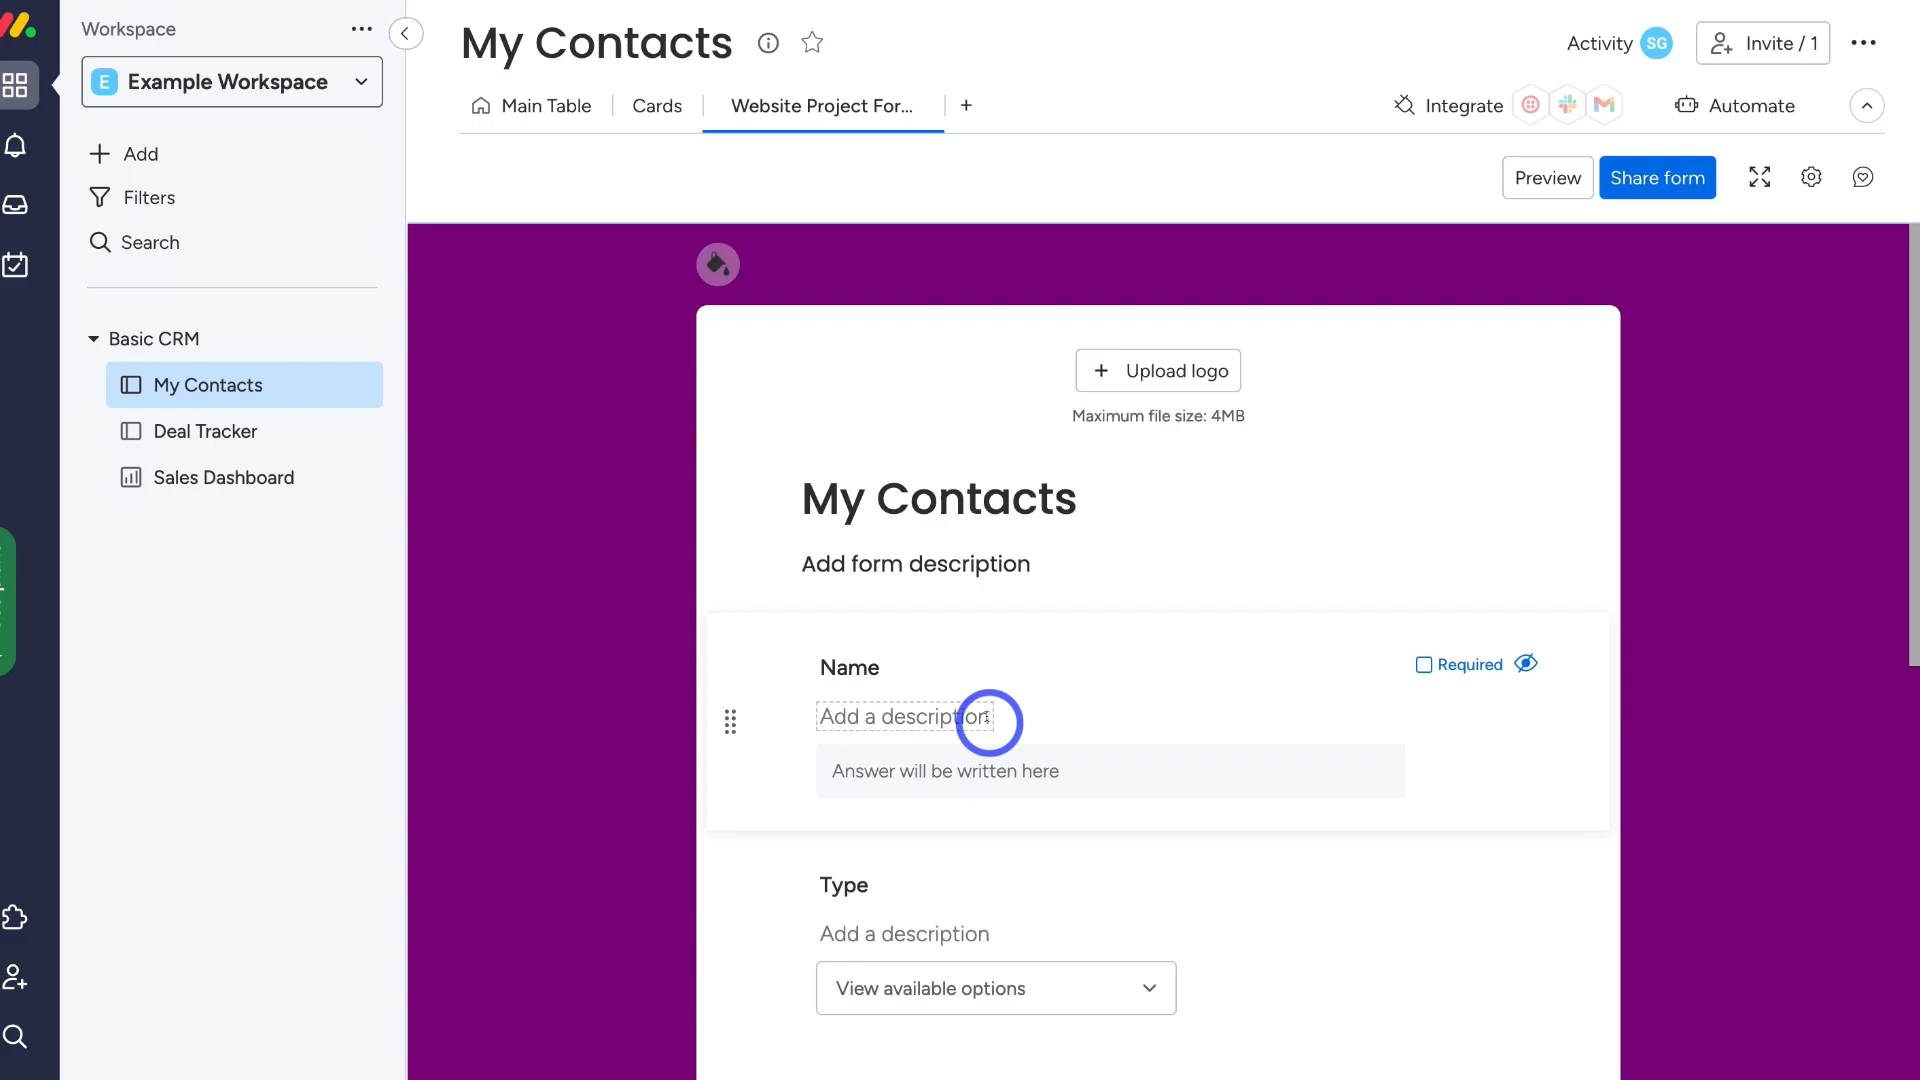 Workspace
E Example Workspace
Add
Filters
Search
Basic CRM
My Contacts
Deal Tracker
Sales Dashboard
My Contacts
Activity SG Invite / 1
Main Table Cards Website Project For... Integrate Automate
Preview Share form
Upload logo
Maximum file size: 4MB
My Contacts
Add form description
Name Required
Add a description
Answer will be written here
Type
Add a description
View available options